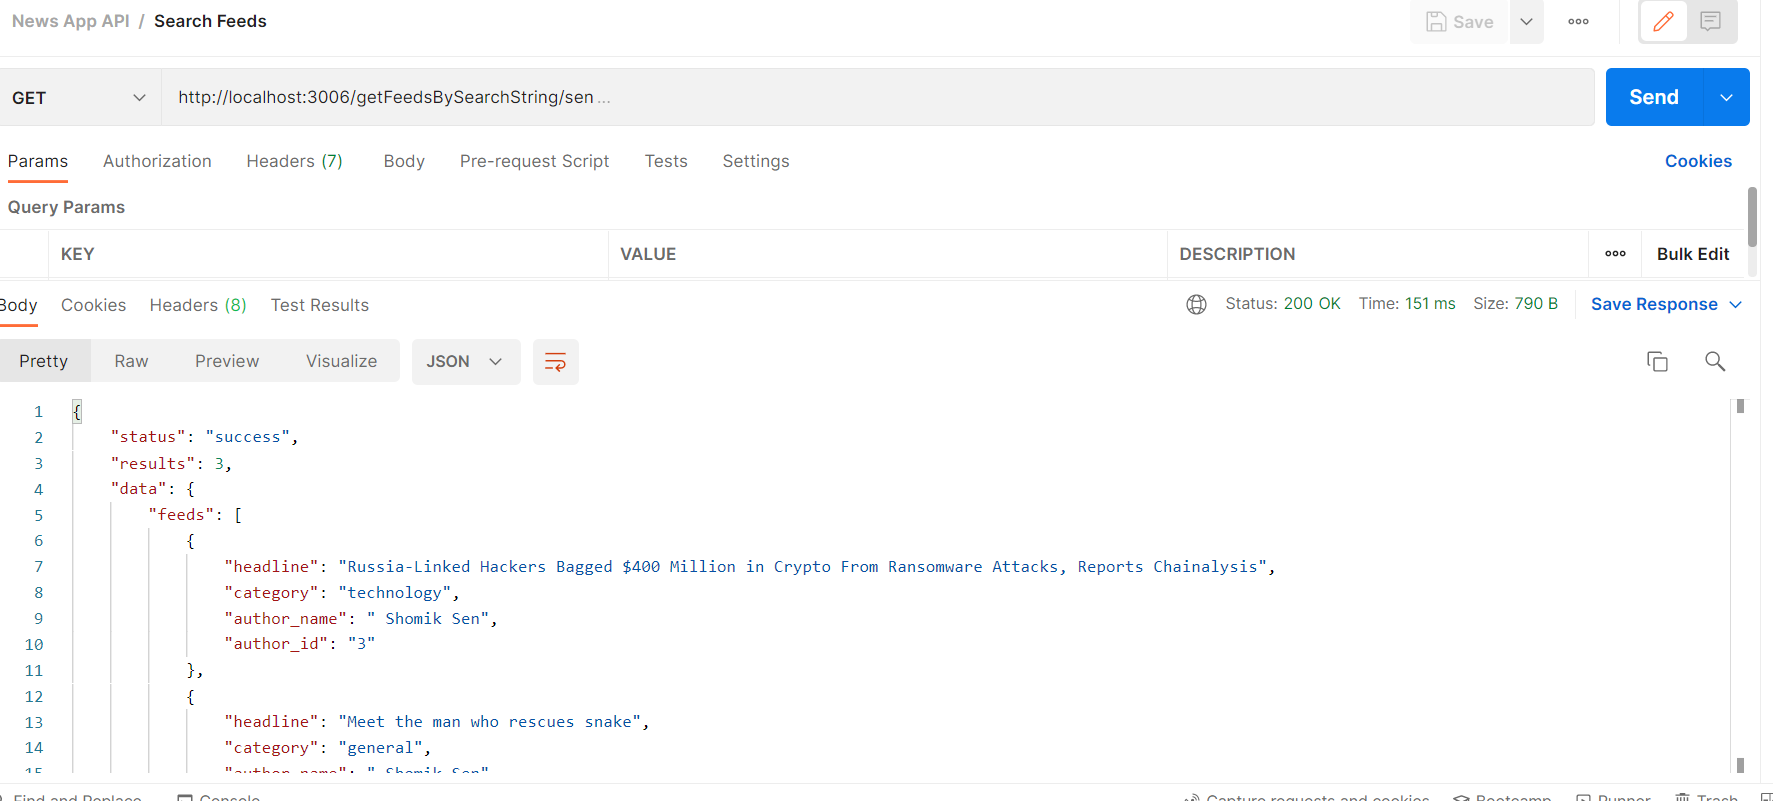 News App API / Search Feeds
Save
GET http://localhost:3006/getFeedsBySearchString/sen ...
Send
Params Authorization Headers (7) Body Pre-request Script Tests Settings Cookies
Query Params
KEY VALUE DESCRIPTION Bulk Edit
Body Cookies Headers (8) Test Results Status: 200 OK Time: 151 ms Size: 790 B Save Response
Pretty Raw Preview Visualize JSON
1 {
2 "status": "success",
3 "results": 3,
4 "data": {
5 "feeds": [
6 {
7 "headline": "Russia-Linked Hackers Bagged $400 Million in Crypto From Ransomware Attacks, Reports Chainalysis",
8 "category": "technology",
9 "author_name": " Shomik Sen",
10 "author_id": "3"
11 },
12 {
13 "headline": "Meet the man who rescues snake",
14 "category": "general",
15 "author_name": " Shomik Sen"
Find and Replace Console Capture requests and cookies Bootcamp Runner Trash